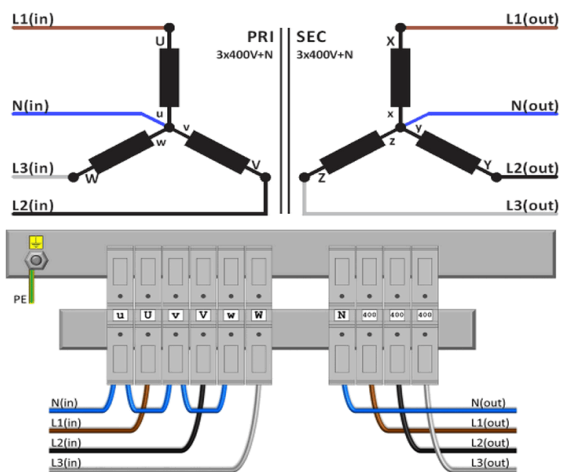 L1(in)
U
PRI
3x400V+N
SEC
3x400V+N
X
L1(out)
N(in)
u
v
w
x
y
z
N(out)
L3(in)
W
V
Z
Y
L2(out)
L2(in)
L3(out)
PE
u U v V w W
N 400 400 400
N(in)
L1(in)
L2(in)
L3(in)
N(out)
L1(out)
L2(out)
L3(out)